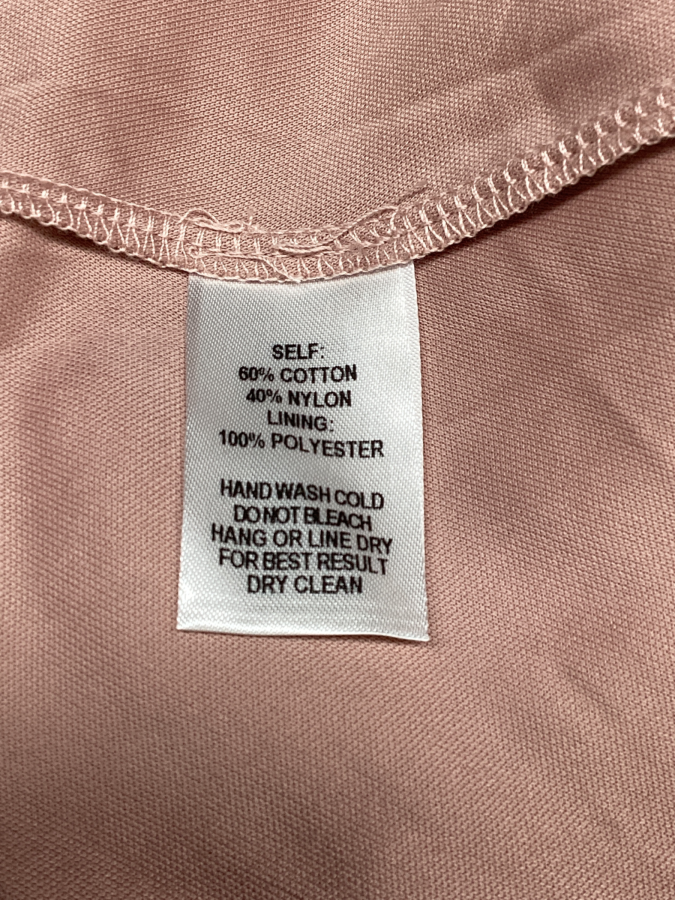 SELF:
60% COTTON
40% NYLON
LINING:
100% POLYESTER
HAND WASH COLD
DO NOT BLEACH
HANG OR LINE DRY
FOR BEST RESULT
DRY CLEAN